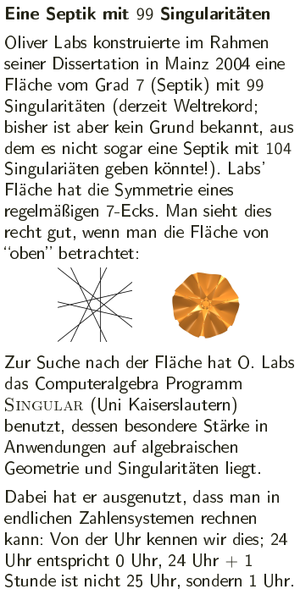 Eine Septik mit 99 Singularitäten
Oliver Labs konstruierte im Rahmen
seiner Dissertation in Mainz 2004 eine
Fläche vom Grad 7 (Septik) mit 99
Singularitäten (derzeit Weltrekord;
bisher ist aber kein Grund bekannt, aus
dem es nicht sogar eine Septik mit 104
Singulariäten geben könnte!). Labs'
Fläche hat die Symmetrie eines
regelmäßigen 7-Ecks. Man sieht dies
recht gut, wenn man die Fläche von
“oben” betrachtet:
Zur Suche nach der Fläche hat O. Labs
das Computeralgebra Programm
SINGULAR (Uni Kaiserslautern)
benutzt, dessen besondere Stärke in
Anwendungen auf algebraischen
Geometrie und Singularitäten liegt.
Dabei hat er ausgenutzt, dass man in
endlichen Zahlensystemen rechnen
kann: Von der Uhr kennen wir dies; 24
Uhr entspricht 0 Uhr, 24 Uhr + 1
Stunde ist nicht 25 Uhr, sondern 1 Uhr.